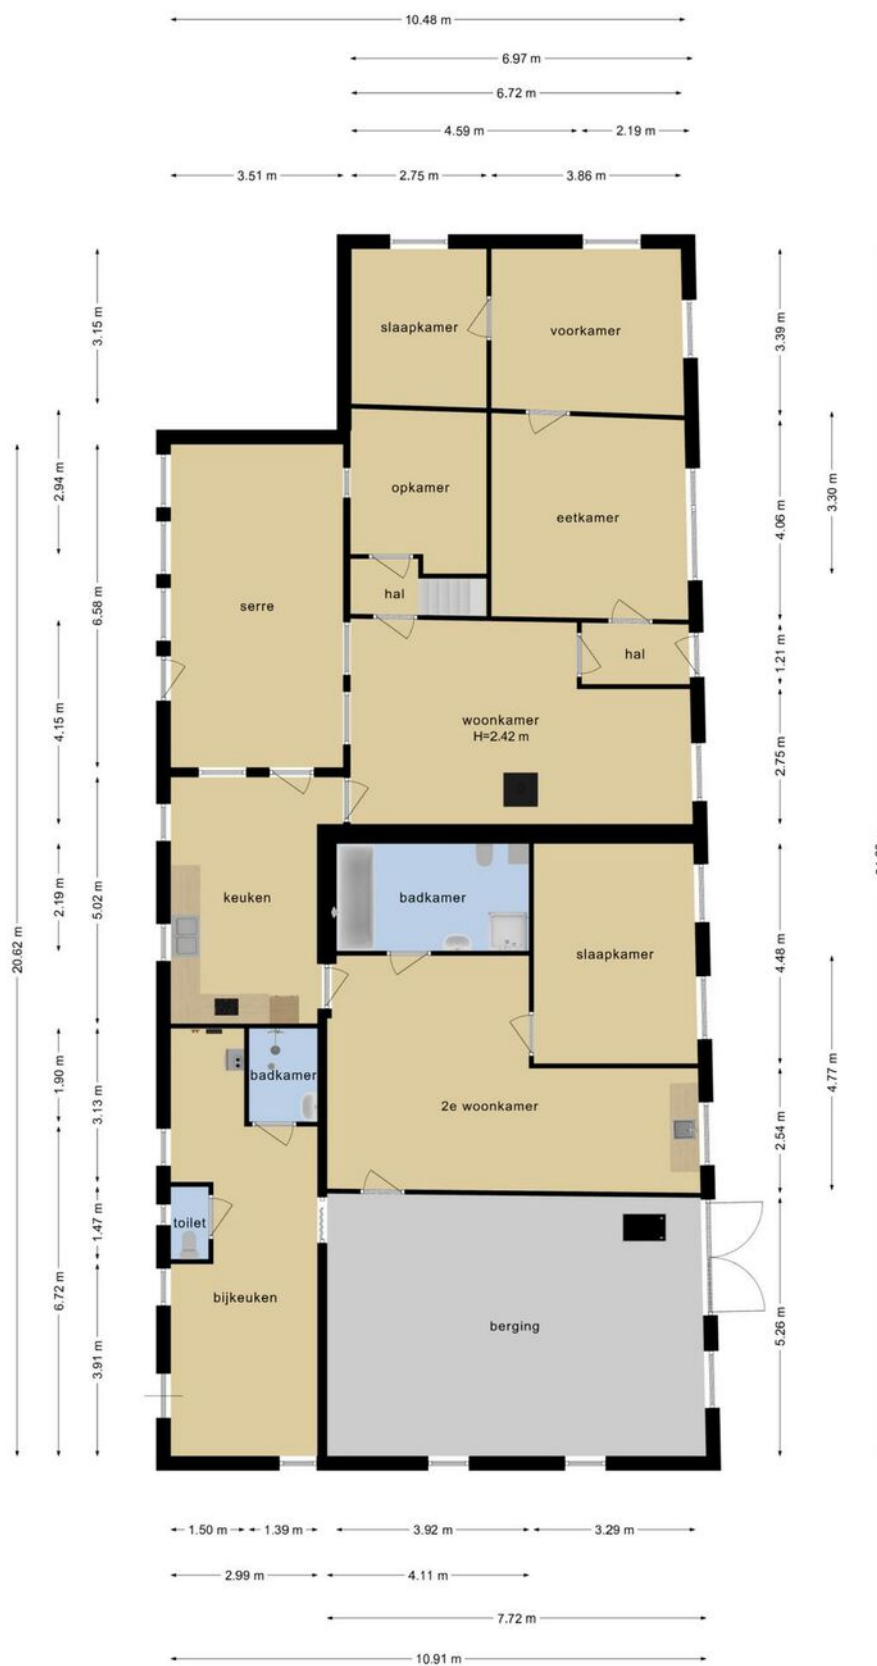 10.48 m
6.97 m
6.72 m
4.59 m
2.19 m
3.51 m
2.75 m
3.86 m
3.15 m
3.39 m
slaapkamer
voorkamer
2.94 m
4.06 m
3.30 m
opkamer
eetkamer
6.58 m
serre
hal
hal
1.21 m
4.15 m
woonkamer
H=2.42 m
2.75 m
20.62 m
2.19 m
5.02 m
keuken
badkamer
slaapkamer
4.48 m
1.90 m
3.13 m
badkamer
2e woonkamer
4.77 m
2.54 m
1.47 m
toilet
6.72 m
bijkeuken
3.91 m
berging
5.26 m
1.50 m
1.39 m
3.92 m
3.29 m
2.99 m
4.11 m
7.72 m
10.91 m